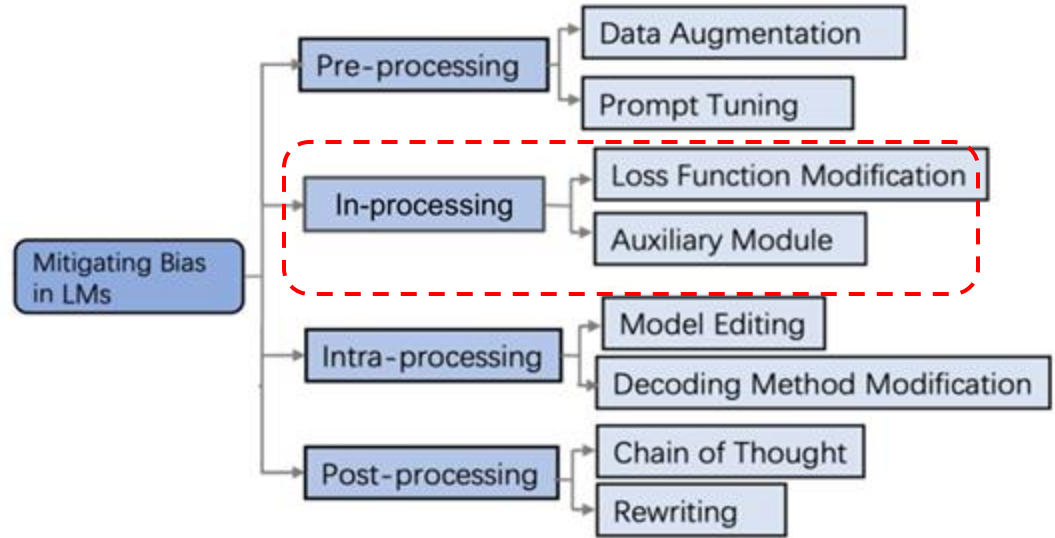 Pre-processing
Data Augmentation
Prompt Tuning
In-processing
Loss Function Modification
Auxiliary Module
Mitigating Bias
in LMs
Intra-processing
Model Editing
Decoding Method Modification
Post-processing
Chain of Thought
Rewriting